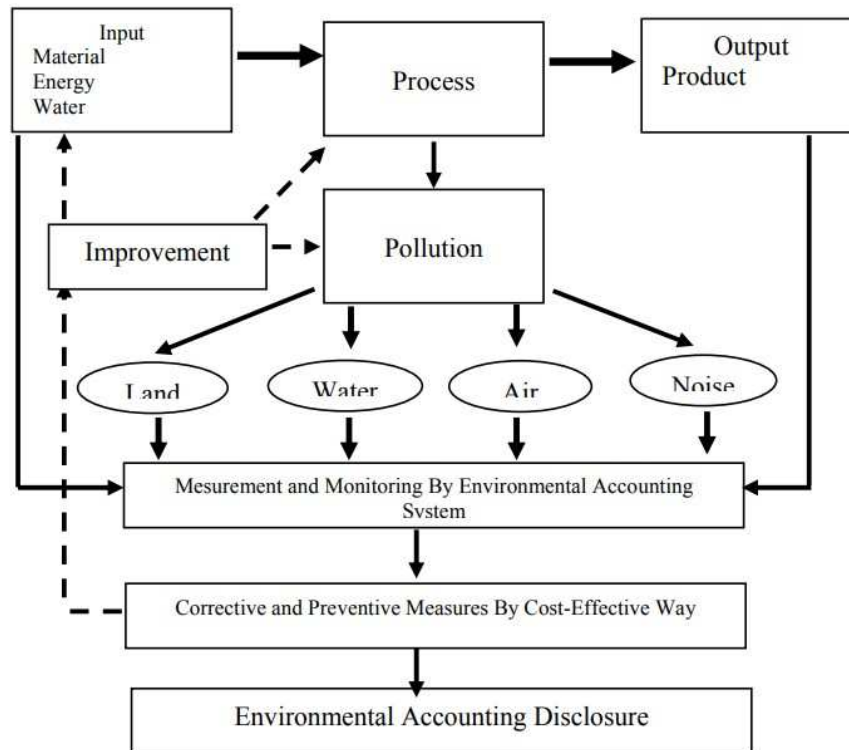 Input
Material
Energy
Water
Process
Output
Product
Improvement
Pollution
Land
Water
Air
Noise
Mesurement and Monitoring By Environmental Accounting
System
Corrective and Preventive Measures By Cost-Effective Way
Environmental Accounting Disclosure